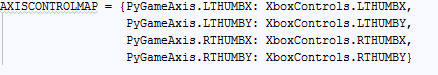 AXISCONTROLMAP = {PyGameAxis.LTHUMBX: XboxControls.LTHUMBX,
PyGameAxis.LTHUMBY: XboxControls.LTHUMBY,
PyGameAxis.RTHUMBX: XboxControls.RTHUMBX,
PyGameAxis.RTHUMBY: XboxControls.RTHUMBY}